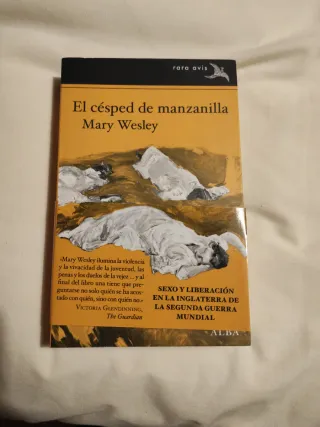 rara avis
El césped de manzanilla
Mary Wesley
«Mary Wesley ilumina la violencia
y la vivacidad de la juventud, las
penas y los duelos de la vejez... y al
final del libro uno tiene que pre-
guntarse no solo quién se ha acos-
tado con quién, sino con quién no.»
Victoria Glendinning,
The Guardian
SEXO Y LIBERACIÓN
EN LA INGLATERRA DE
LA SEGUNDA GUERRA
MUNDIAL
ALBA